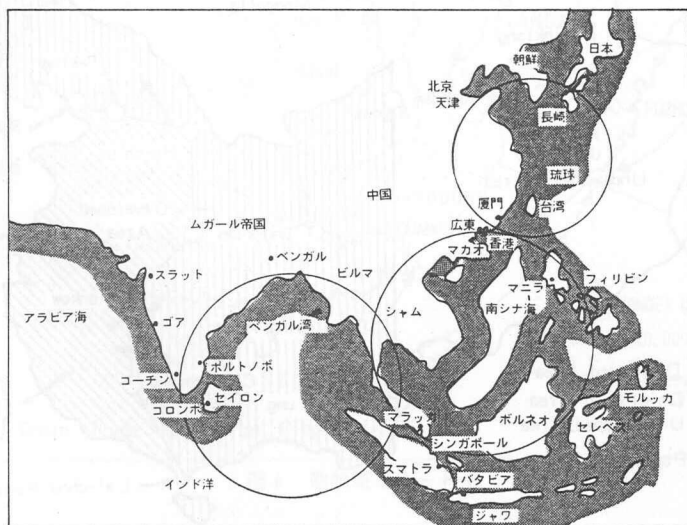 日本
朝鮮
北京
天津
長崎
琉球
中国
厦門
台湾
広東
香港
マカオ
ムガール帝国
ベンガル
ビルマ
スラット
シャム
マニラ
フィリピン
南シナ海
アラビア海
ゴア
ベンガル湾
ポルトノボ
コーチン
セイロン
コロンボ
モルッカ
マラッカ
ボルネオ
セレベス
シンガポール
スマトラ
バタビア
インド洋
ジャワ